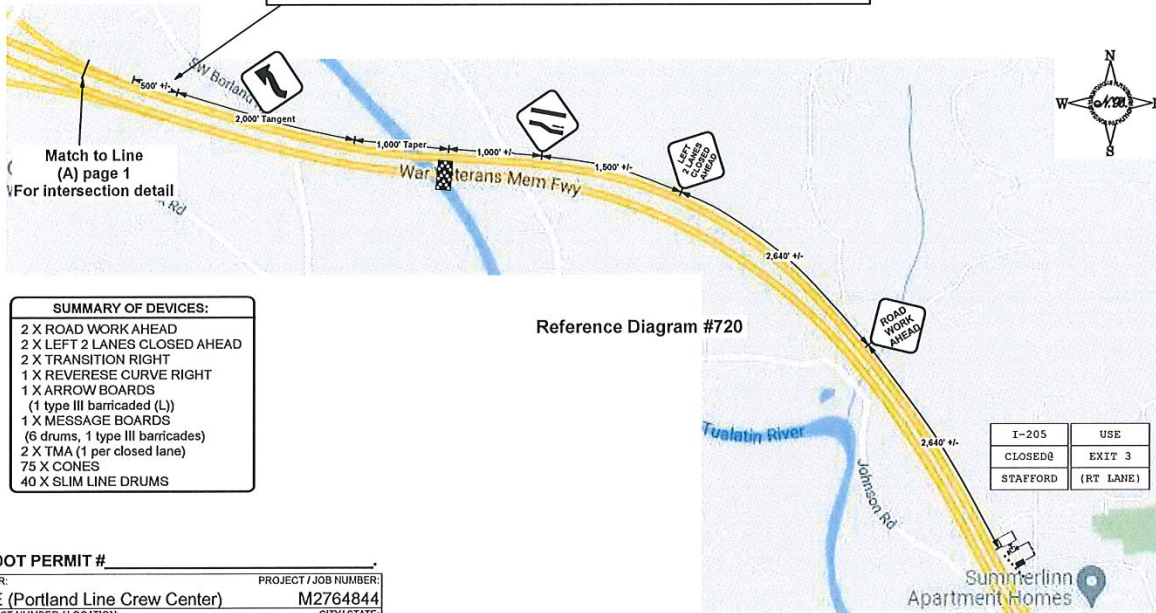 N
W
N.W.
E
S
500' +/-
SW Borland
2,000' Tangent
1,000' Taper
1,000' +/-
1,500' +/-
LEFT
2 LANES
CLOSED
AHEAD
Match to Line
(A) page 1
For intersection detail
Rd
War Veterans Mem Fwy
2,640' +/-
ROAD
WORK
AHEAD
SUMMARY OF DEVICES:
2 X ROAD WORK AHEAD
2 X LEFT 2 LANES CLOSED AHEAD
2 X TRANSITION RIGHT
1 X REVERESE CURVE RIGHT
1 X ARROW BOARDS
(1 type III barricaded (L))
1 X MESSAGE BOARDS
(6 drums, 1 type III barricades)
2 X TMA (1 per closed lane)
75 X CONES
40 X SLIM LINE DRUMS
Reference Diagram #720
Tualatin River
Johnson Rd
2,640' +/-
I-205 USE
CLOSED@ EXIT 3
STAFFORD (RT LANE)
Summerlinn
Apartment Homes
DOT PERMIT #
R: PROJECT / JOB NUMBER:
E (Portland Line Crew Center) M2764844
CITY/STATE: